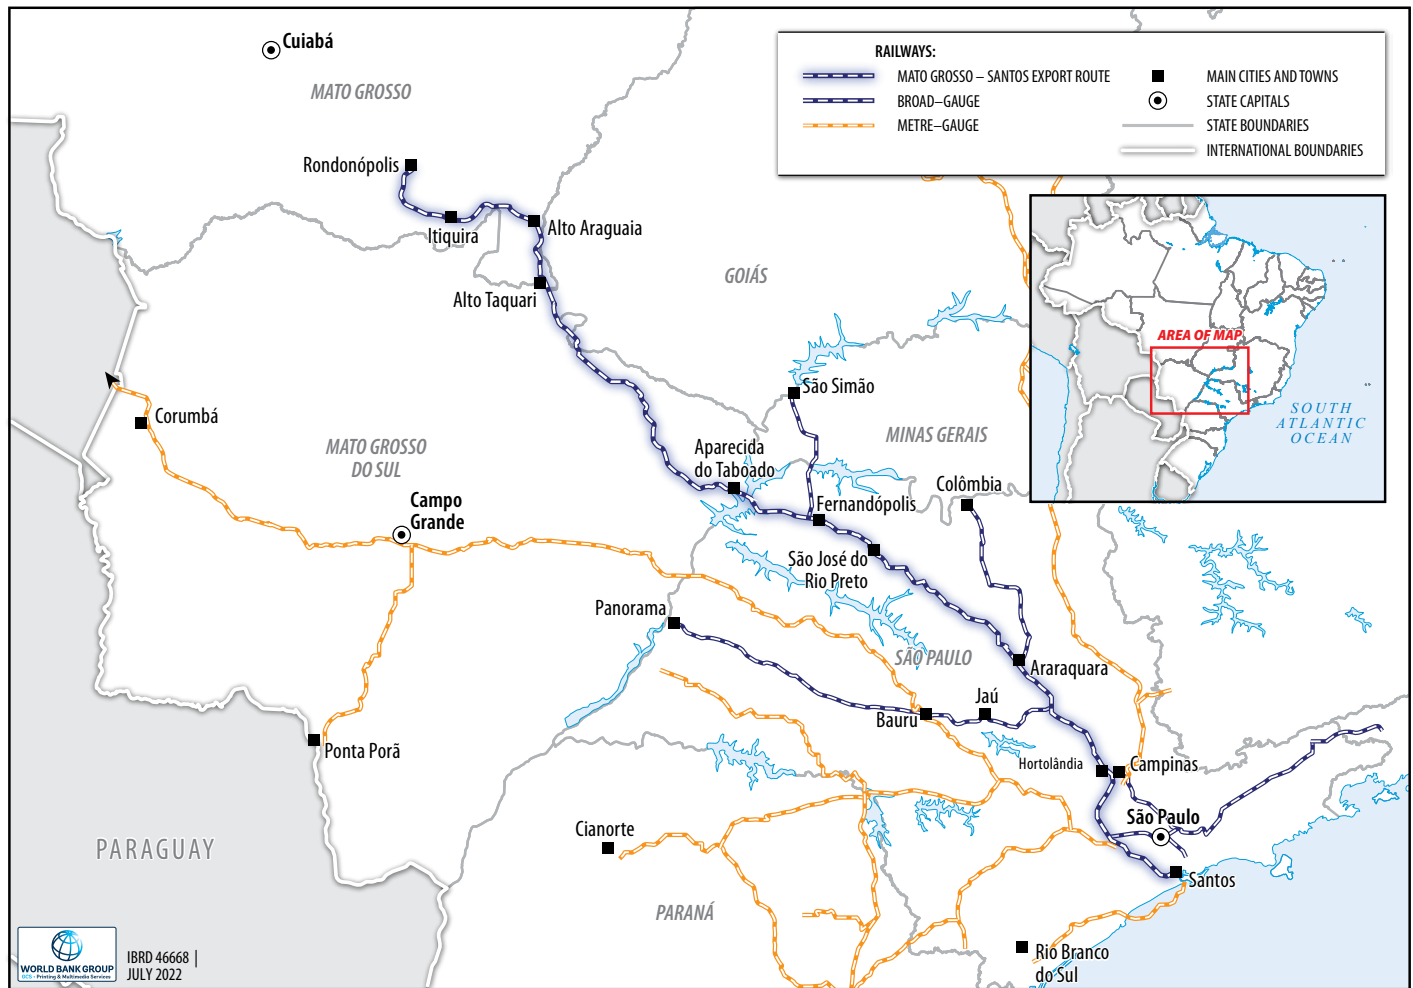 Cuiabá
MATO GROSSO
RAILWAYS:
MATO GROSSO – SANTOS EXPORT ROUTE
BROAD–GAUGE
METRE–GAUGE
MAIN CITIES AND TOWNS
STATE CAPITALS
STATE BOUNDARIES
INTERNATIONAL BOUNDARIES
Rondonópolis
Itiquira
Alto Araguaia
Alto Taquari
GOIÁS
AREA OF MAP
SOUTH
ATLANTIC
OCEAN
São Simão
Corumbá
MATO GROSSO
DO SUL
MINAS GERAIS
Aparecida
do Taboado
Colômbia
Campo
Grande
Fernandópolis
São José do
Rio Preto
Panorama
SÃO PAULO
Araraquara
Jaú
Bauru
Ponta Porã
Hortolândia
Campinas
São Paulo
Cianorte
PARAGUAY
Santos
PARANÁ
Rio Branco
do Sul
WORLD BANK GROUP
GCS - Printing & Multimedia Services
IBRD 46668 |
JULY 2022